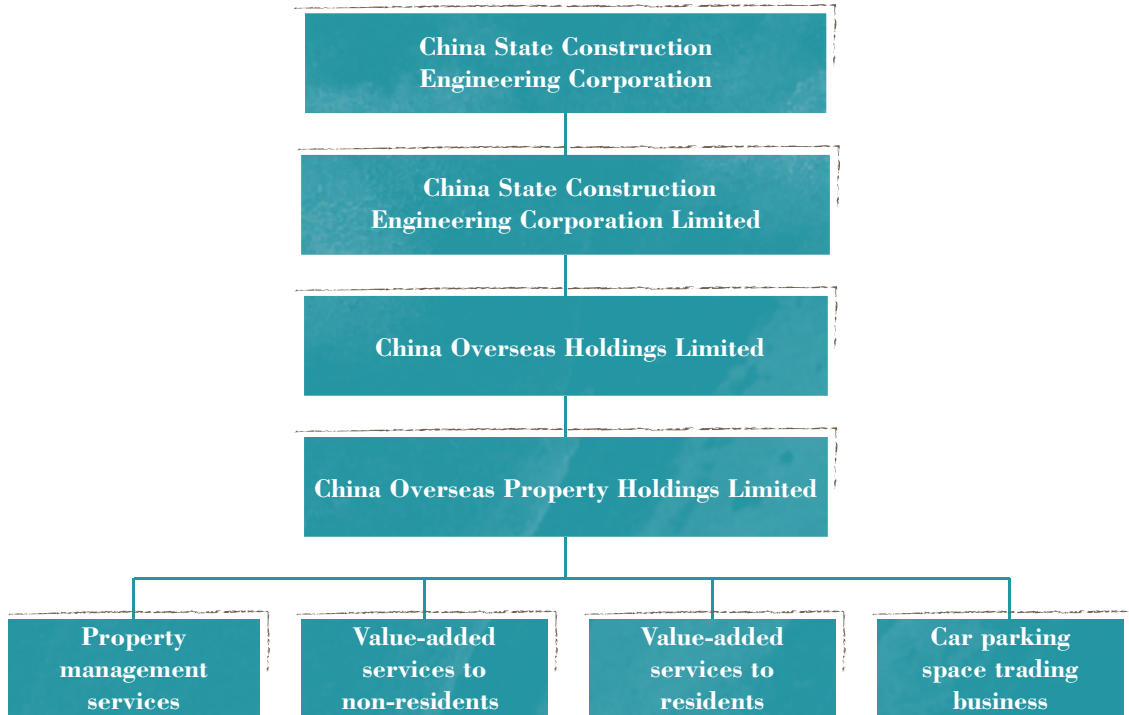 China State Construction
Engineering Corporation
China State Construction
Engineering Corporation Limited
China Overseas Holdings Limited
China Overseas Property Holdings Limited
Property
management
services
Value-added
services to
non-residents
Value-added
services to
residents
Car parking
space trading
business